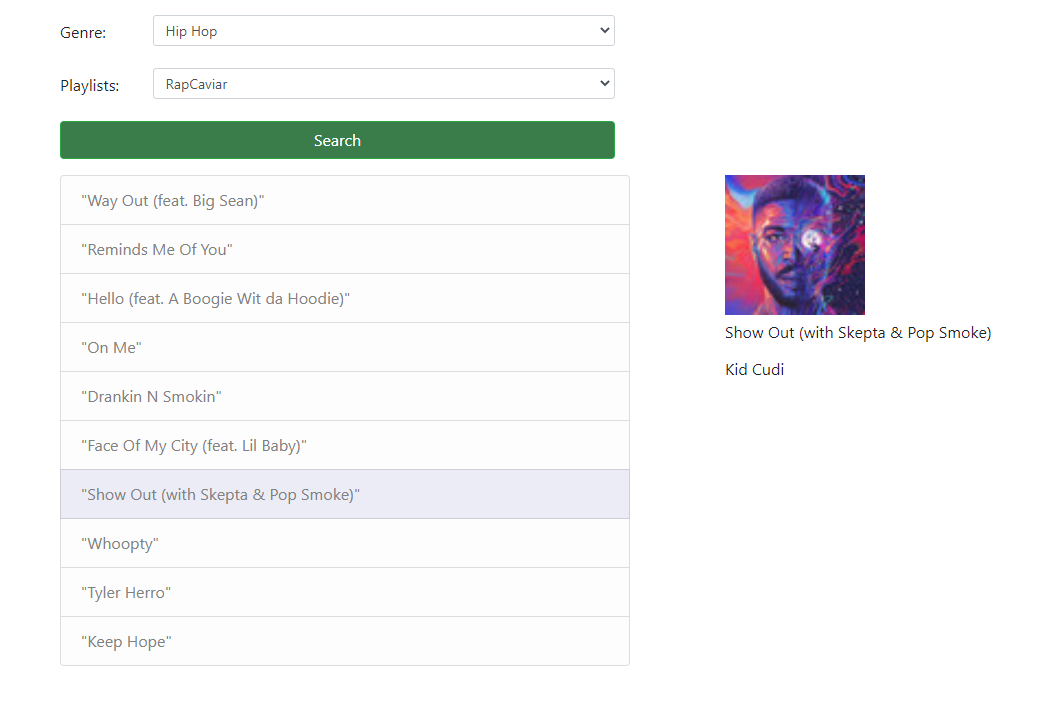 Genre:
Hip Hop
Playlists:
RapCaviar
Search
"Way Out (feat. Big Sean)"
"Reminds Me Of You"
"Hello (feat. A Boogie Wit da Hoodie)"
"On Me"
"Drankin N Smokin"
"Face Of My City (feat. Lil Baby)"
"Show Out (with Skepta & Pop Smoke)"
"Whoopty"
"Tyler Herro"
"Keep Hope"
Show Out (with Skepta & Pop Smoke)
Kid Cudi